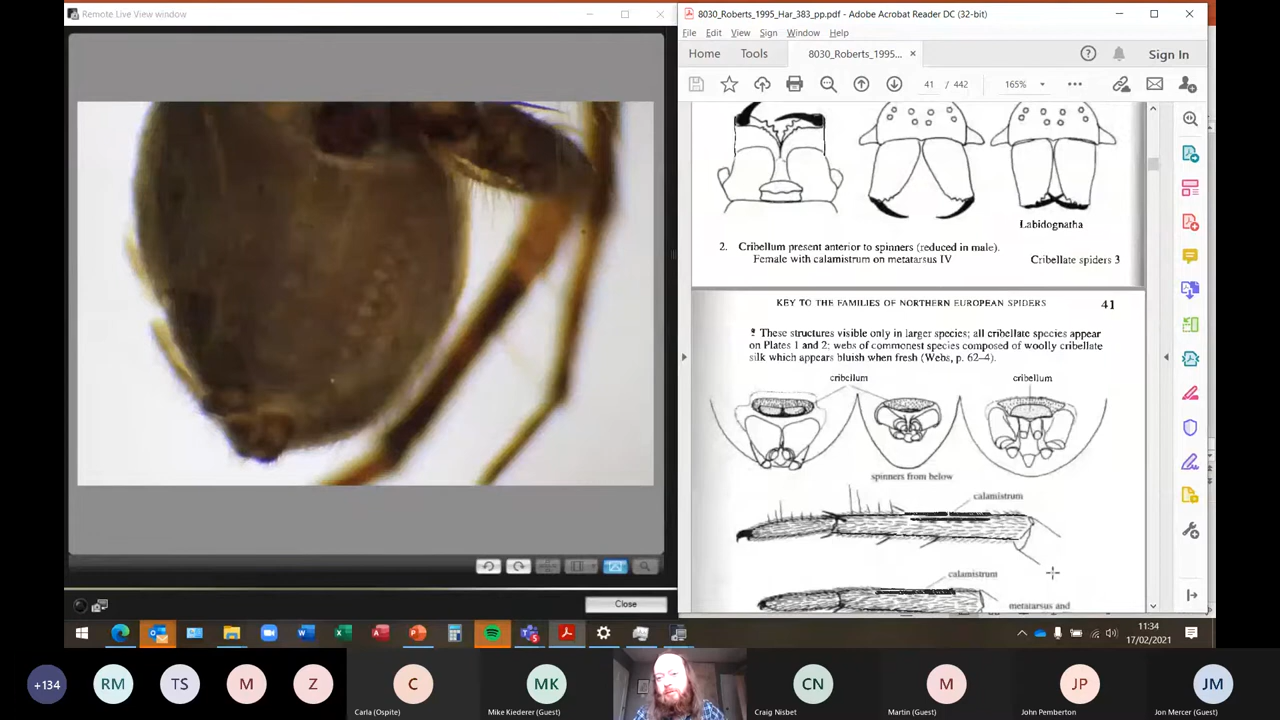 Remote Live View window
8030_Roberts_1995_Har_383_pp.pdf - Adobe Acrobat Reader DC (32-bit)
File Edit View Sign Window Help
Home Tools 8030_Roberts_1995... × Sign In
41 / 442 165%
Labidognatha
2. Cribellum present anterior to spinners (reduced in male).
Female with calamistrum on metatarsus IV Cribellate spiders 3
KEY TO THE FAMILIES OF NORTHERN EUROPEAN SPIDERS 41
These structures visible only in larger species; all cribellate species appear
on Plates 1 and 2; webs of commonest species composed of woolly cribellate
silk which appears bluish when fresh (Webs, p. 62–4).
cribellum cribellum
spinners from below
calamistrum
calamistrum
metatarsus and
Close
11:34
17/02/2021
+134 RM TS M Z C MK CN M JP JM
Carla (Ospite) Mike Kiederer (Guest) Craig Nisbet Martin (Guest) John Pemberton Jon Mercer (Guest)